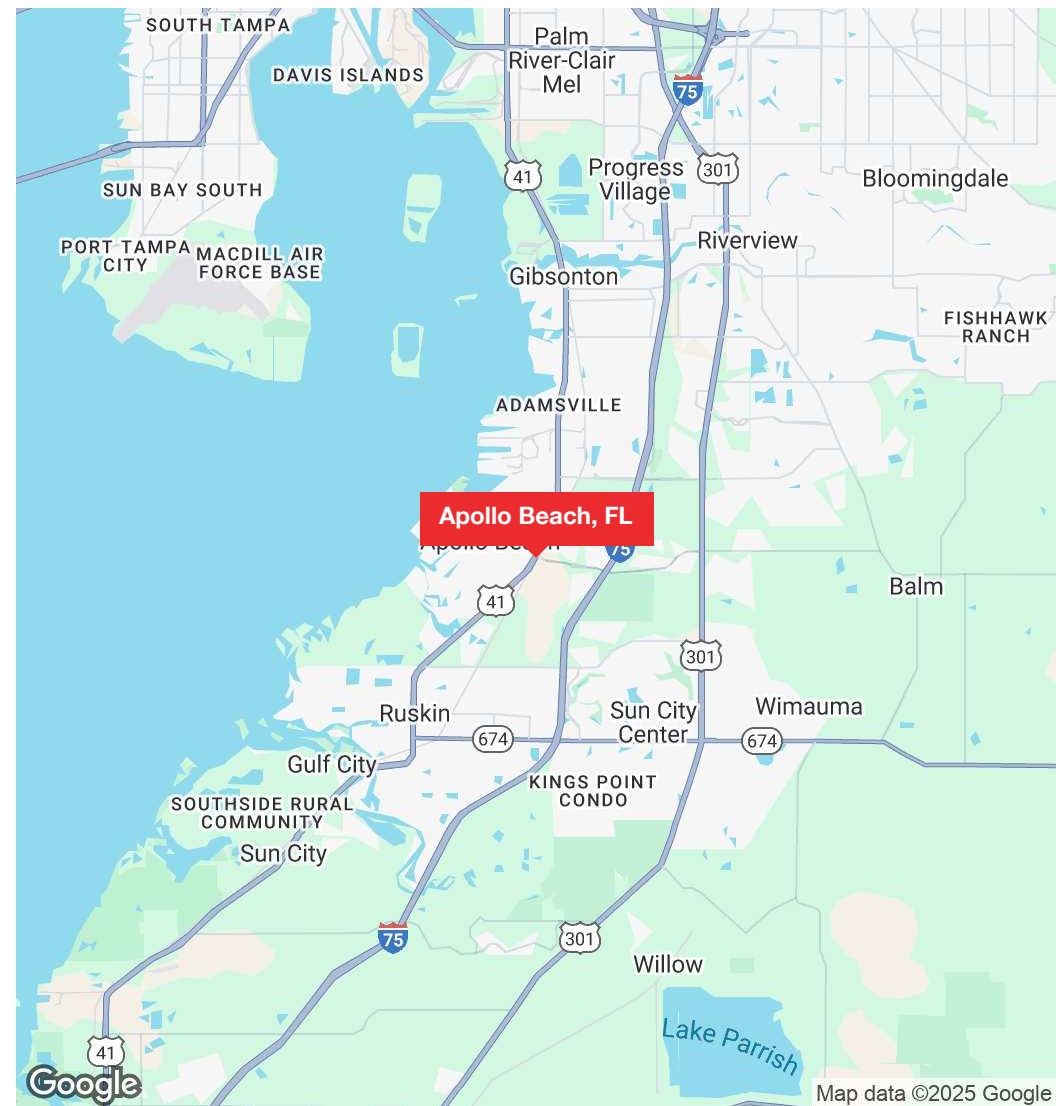 SOUTH TAMPA
Palm
River-Clair
Mel
DAVIS ISLANDS
75
41
Progress
Village
301
Bloomingdale
SUN BAY SOUTH
PORT TAMPA
CITY
MACDILL AIR
FORCE BASE
Riverview
Gibsonton
FISHHAWK
RANCH
ADAMSVILLE
Apollo Beach, FL
Apollo Beach
75
Balm
41
301
Ruskin
Sun City
Center
Wimauma
674
674
Gulf City
KINGS POINT
CONDO
SOUTHSIDE RURAL
COMMUNITY
Sun City
75
301
Willow
Lake Parrish
41
Google
Map data ©2025 Google